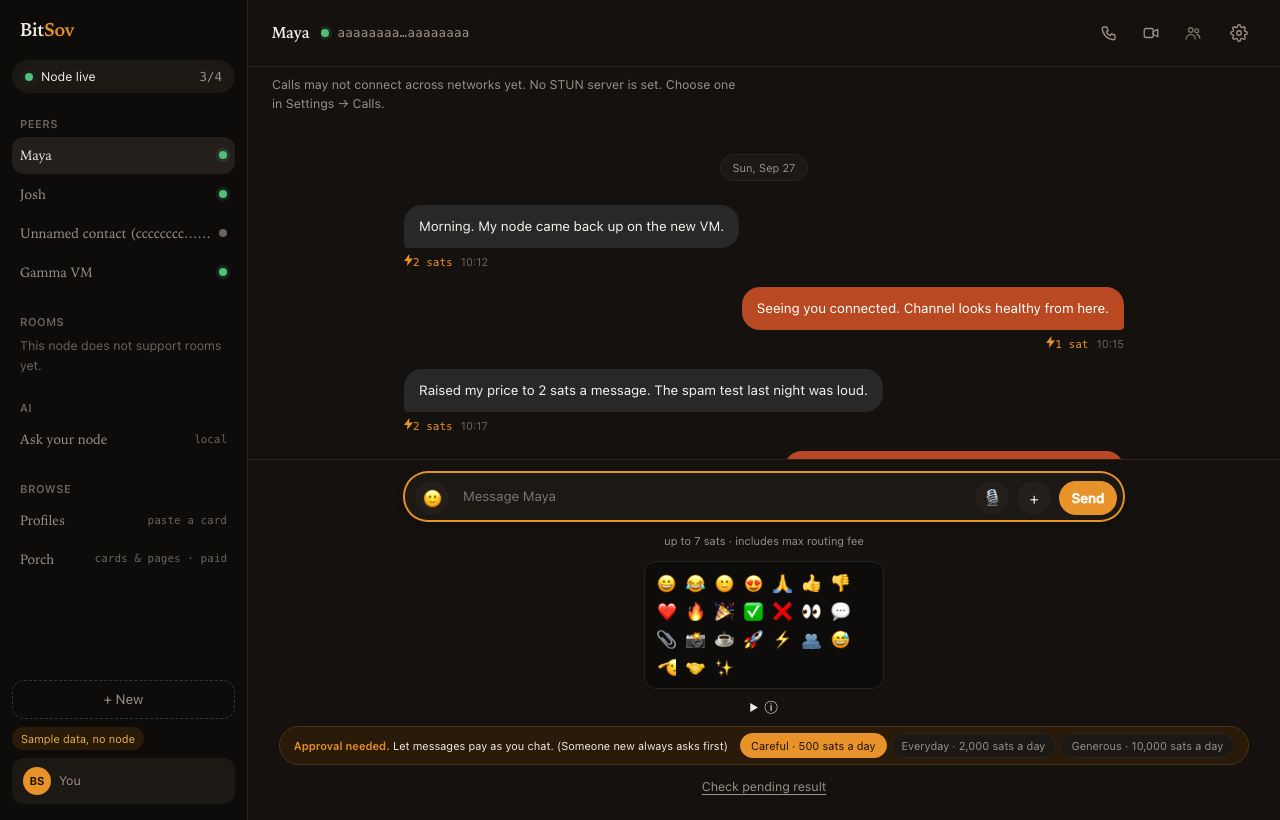 BitSov
Node live 3/4
PEERS
Maya
Josh
Unnamed contact (cccccccc......
Gamma VM
ROOMS
This node does not support rooms
yet.
AI
Ask your node local
BROWSE
Profiles paste a card
Porch cards & pages · paid
+ New
Sample data, no node
BS You
Maya aaaaaaaa…aaaaaaaa
Calls may not connect across networks yet. No STUN server is set. Choose one
in Settings → Calls.
Sun, Sep 27
Morning. My node came back up on the new VM.
⚡2 sats 10:12
Seeing you connected. Channel looks healthy from here.
⚡1 sat 10:15
Raised my price to 2 sats a message. The spam test last night was loud.
⚡2 sats 10:17
Message Maya
+
Send
up to 7 sats · includes max routing fee
▶ ⓘ
Approval needed. Let messages pay as you chat. (Someone new always asks first) Careful · 500 sats a day Everyday · 2,000 sats a day Generous · 10,000 sats a day
Check pending result